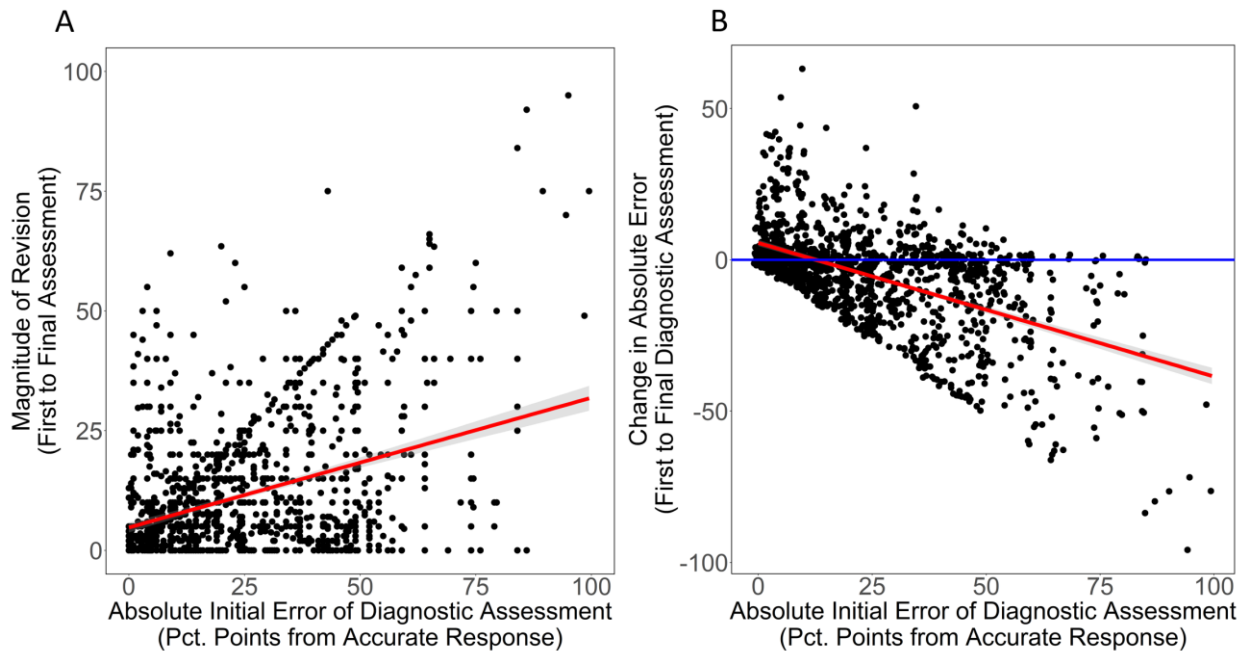 A
Magnitude of Revision
(First to Final Assessment)
100
75
50
25
0
0 25 50 75 100
Absolute Initial Error of Diagnostic Assessment
(Pct. Points from Accurate Response)
B
Change in Absolute Error
(First to Final Diagnostic Assessment)
50
0
-50
-100
0 25 50 75 100
Absolute Initial Error of Diagnostic Assessment
(Pct. Points from Accurate Response)